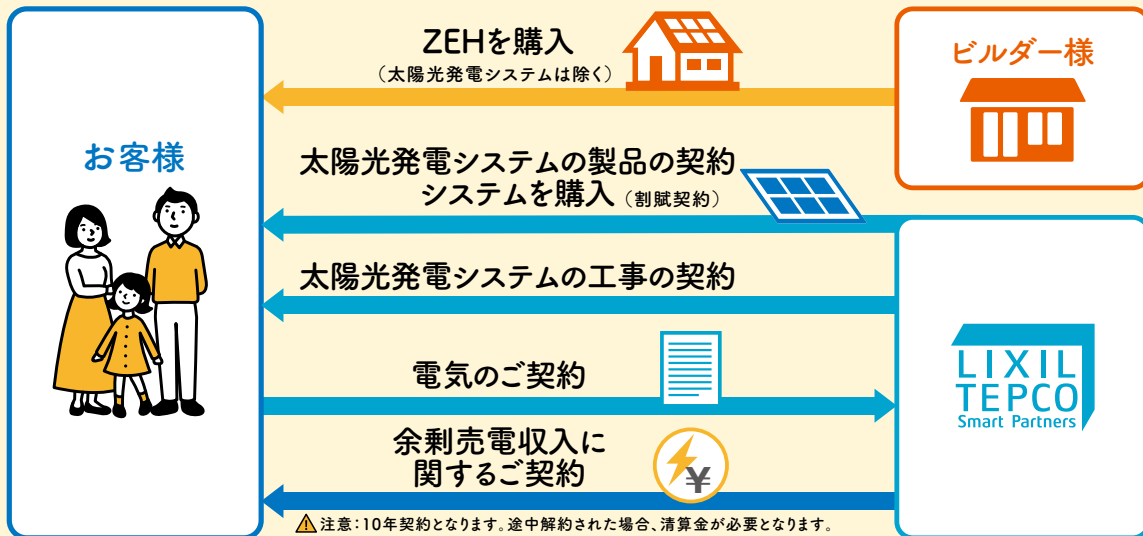 ZEHを購入
（太陽光発電システムは除く）
ビルダー様
お客様
太陽光発電システムの製品の契約
システムを購入（割賦契約）
太陽光発電システムの工事の契約
電気のご契約
LIXIL
TEPCO
Smart Partners
余剰売電収入に
関するご契約
¥
注意：10年契約となります。途中解約された場合、清算金が必要となります。